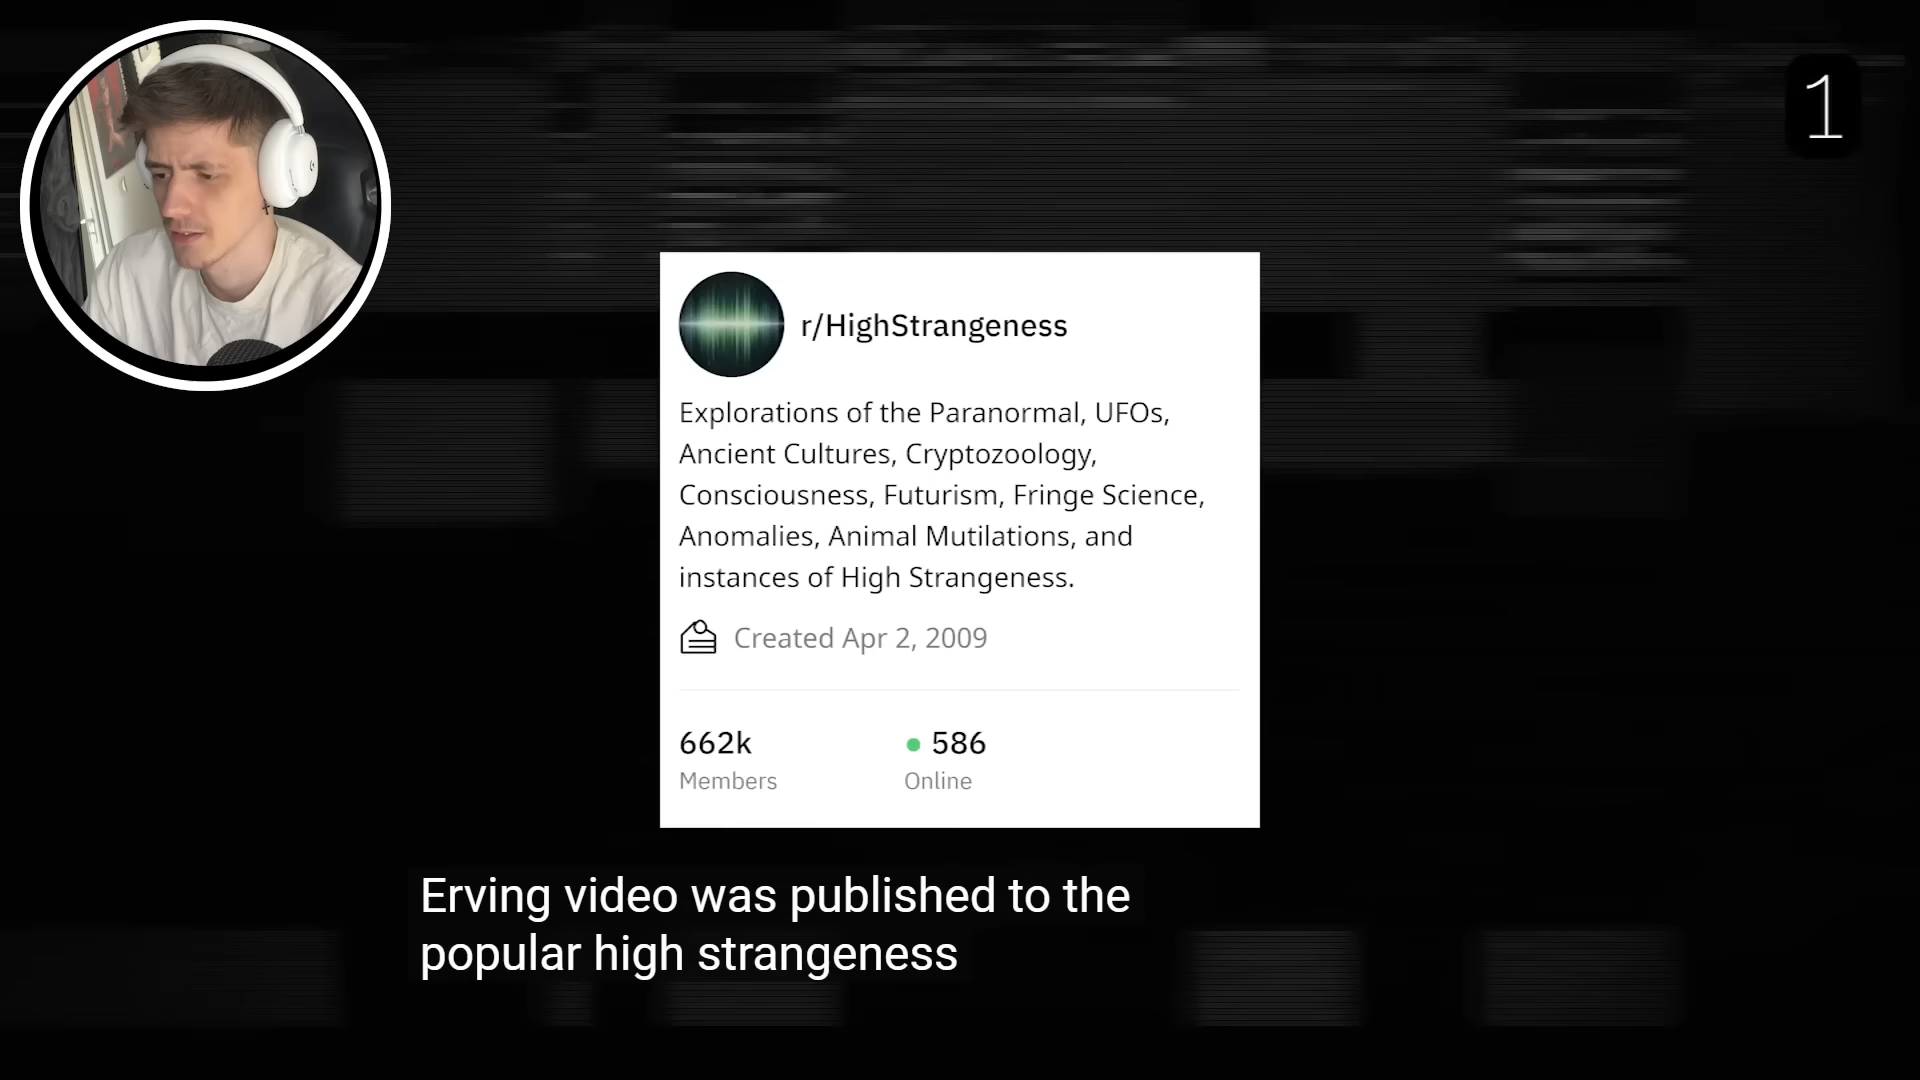 1
r/HighStrangeness
Explorations of the Paranormal, UFOs,
Ancient Cultures, Cryptozoology,
Consciousness, Futurism, Fringe Science,
Anomalies, Animal Mutilations, and
instances of High Strangeness.
Created Apr 2, 2009
662k
586
Members
Online
Erving video was published to the
popular high strangeness